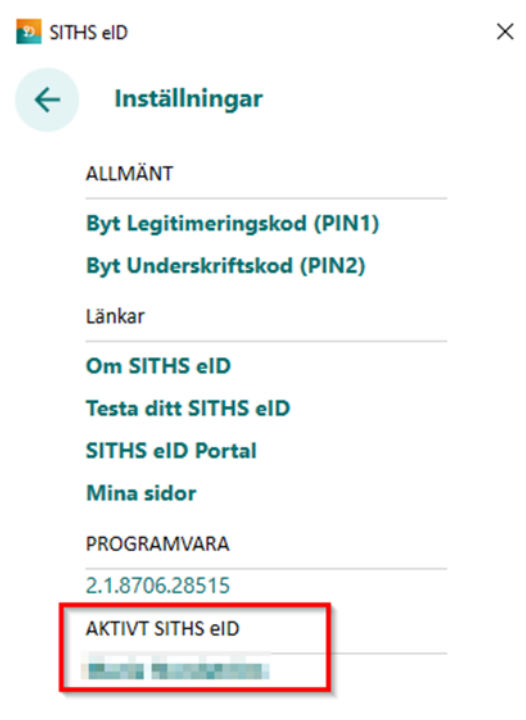 SITHS eID
Inställningar
ALLMÄNT
Byt Legitimeringskod (PIN1)
Byt Underskriftskod (PIN2)
Länkar
Om SITHS eID
Testa ditt SITHS eID
SITHS eID Portal
Mina sidor
PROGRAMVARA
2.1.8706.28515
AKTIVT SITHS eID